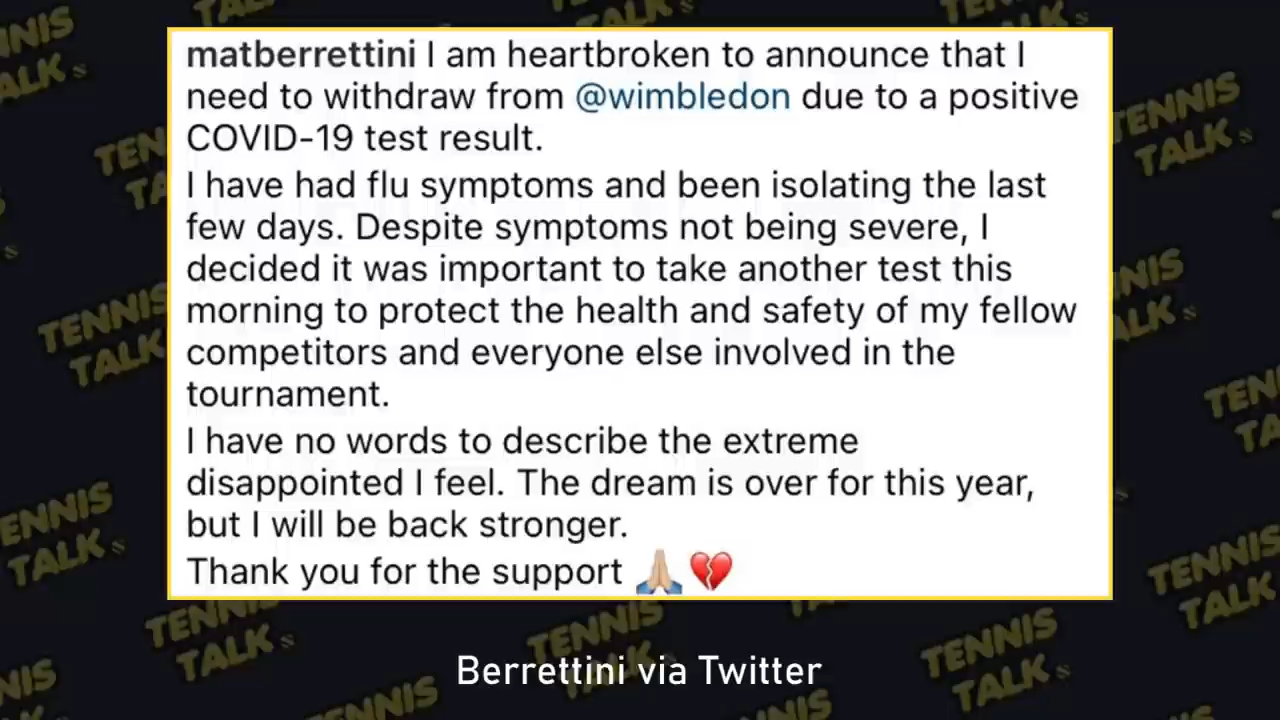 matberrettini I am heartbroken to announce that I
need to withdraw from @wimbledon due to a positive
COVID-19 test result.
I have had flu symptoms and been isolating the last
few days. Despite symptoms not being severe, I
decided it was important to take another test this
morning to protect the health and safety of my fellow
competitors and everyone else involved in the
tournament.
I have no words to describe the extreme
disappointed I feel. The dream is over for this year,
but I will be back stronger.
Thank you for the support 🙏🏼💔
Berrettini via Twitter
TENNIS
TALK